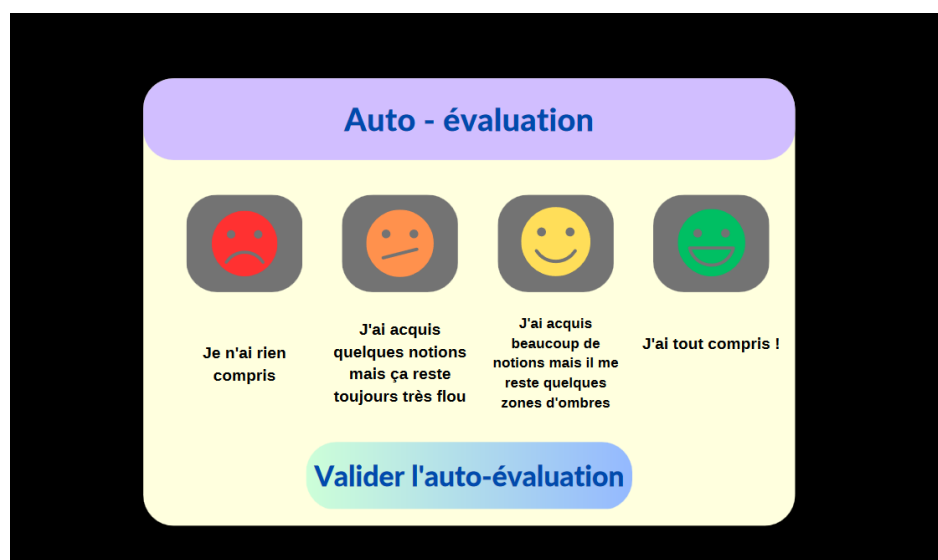 Auto - évaluation
Je n'ai rien
compris
J'ai acquis
quelques notions
mais ça reste
toujours très flou
J'ai acquis
beaucoup de
notions mais il me
reste quelques
zones d'ombres
J'ai tout compris !
Valider l'auto-évaluation